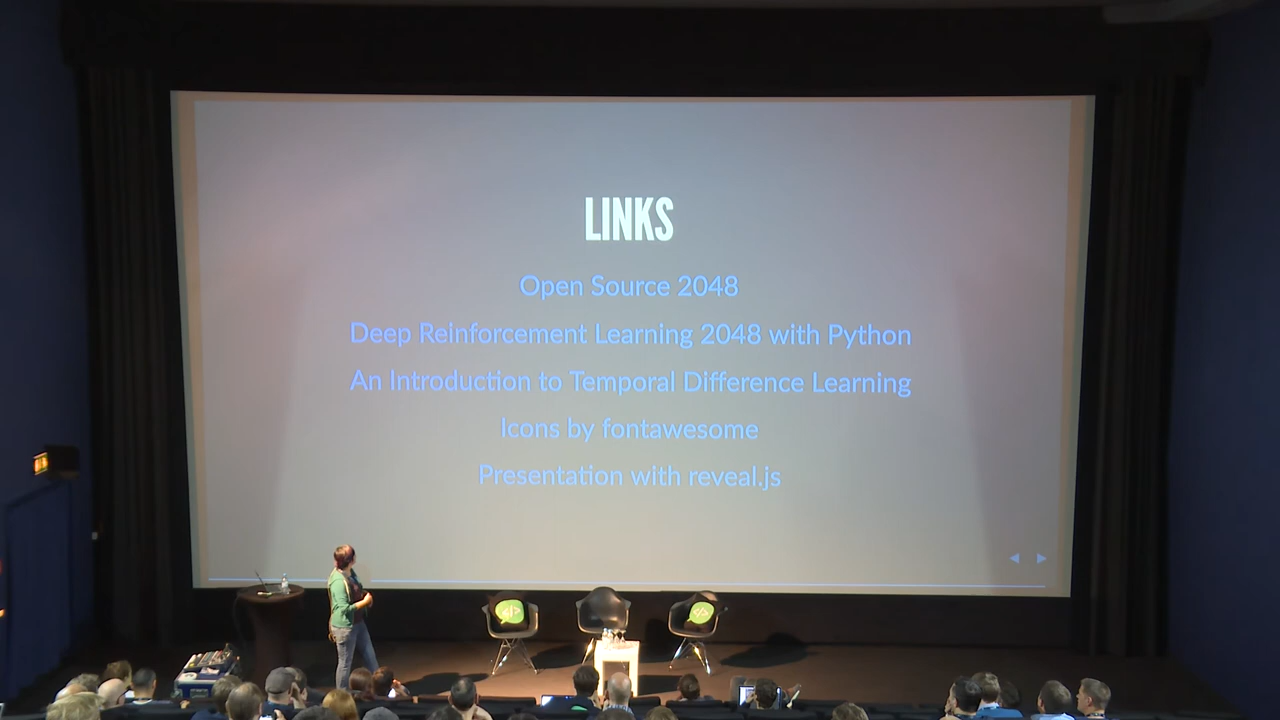 LINKS
Open Source 2048
Deep Reinforcement Learning 2048 with Python
An Introduction to Temporal Difference Learning
Icons by fontawesome
Presentation with reveal.js
</>
</>